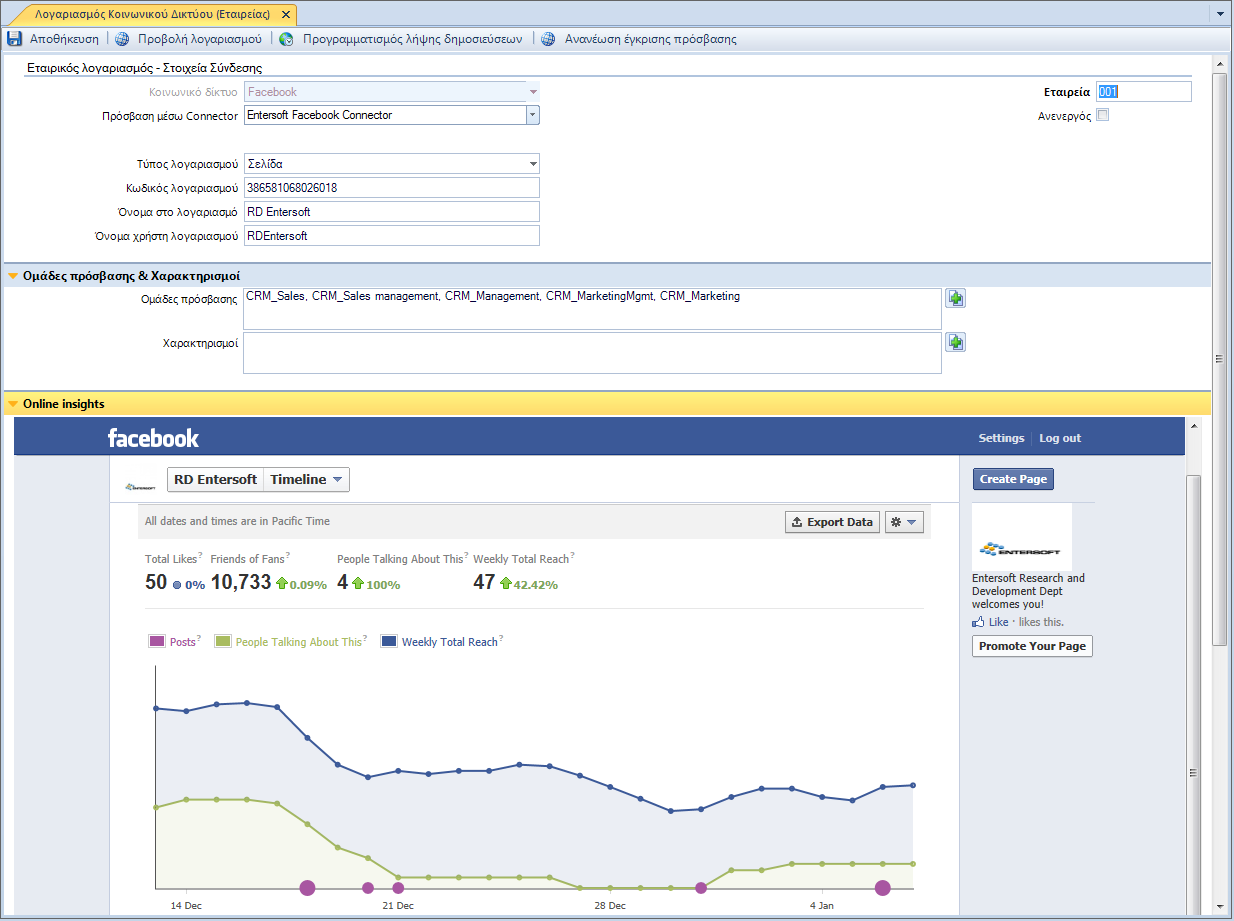 Λογαριασμός Κοινωνικού Δικτύου (Εταιρείας)
Αποθήκευση Προβολή λογαριασμού Προγραμματισμός λήψης δημοσιεύσεων Ανανέωση έγκρισης πρόσβασης
Εταιρικός λογαριασμός - Στοιχεία Σύνδεσης
Κοινωνικό δίκτυο Facebook Εταιρεία 001
Πρόσβαση μέσω Connector Entersoft Facebook Connector Ανενεργός
Τύπος λογαριασμού Σελίδα
Κωδικός λογαριασμού 386581068026018
Όνομα στο λογαριασμό RD Entersoft
Όνομα χρήστη λογαριασμού RDEntersoft
Ομάδες πρόσβασης & Χαρακτηρισμοί
Ομάδες πρόσβασης CRM_Sales, CRM_Sales management, CRM_Management, CRM_MarketingMgmt, CRM_Marketing
Χαρακτηρισμοί
Online insights
facebook Settings Log out
ENTERSOFT RD Entersoft Timeline Create Page
All dates and times are in Pacific Time Export Data
Total Likes? Friends of Fans? People Talking About This? Weekly Total Reach?
50 0% 10,733 0.09% 4 100% 47 42.42%
ENTERSOFT
Entersoft Research and
Development Dept
welcomes you!
Like · likes this.
Promote Your Page
Posts? People Talking About This? Weekly Total Reach?
14 Dec 21 Dec 28 Dec 4 Jan